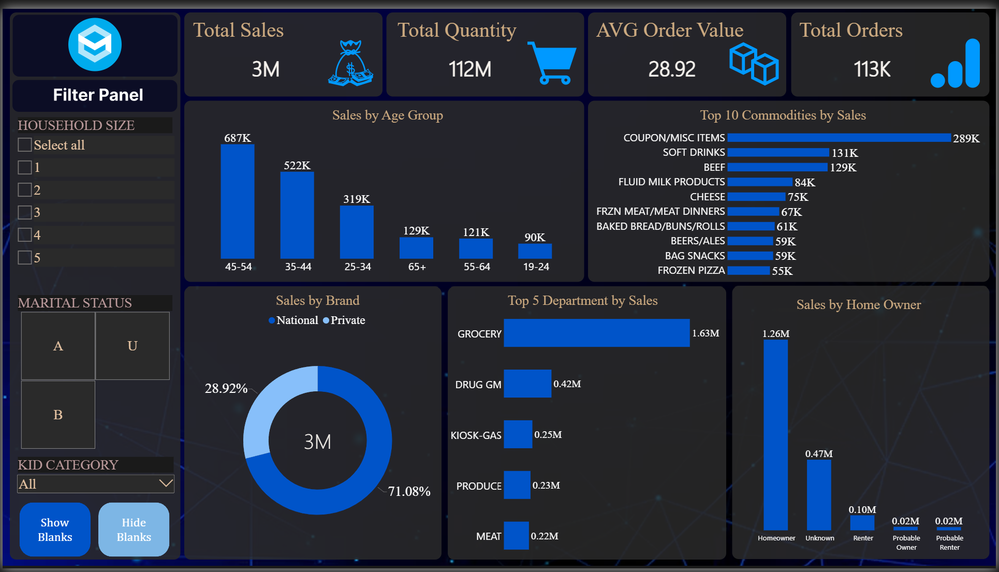 Filter Panel
HOUSEHOLD SIZE
Select all
1
2
3
4
5
MARITAL STATUS
A
U
B
KID CATEGORY
All
Show
Blanks
Hide
Blanks
Total Sales
3M
$
Total Quantity
112M
AVG Order Value
28.92
Total Orders
113K
Sales by Age Group
687K
522K
319K
129K
121K
90K
45-54
35-44
25-34
65+
55-64
19-24
Top 10 Commodities by Sales
COUPON/MISC ITEMS 289K
SOFT DRINKS 131K
BEEF 129K
FLUID MILK PRODUCTS 84K
CHEESE 75K
FRZN MEAT/MEAT DINNERS 67K
BAKED BREAD/BUNS/ROLLS 61K
BEERS/ALES 59K
BAG SNACKS 59K
FROZEN PIZZA 55K
Sales by Brand
National Private
28.92%
3M
71.08%
Top 5 Department by Sales
GROCERY 1.63M
DRUG GM 0.42M
KIOSK-GAS 0.25M
PRODUCE 0.23M
MEAT 0.22M
Sales by Home Owner
1.26M
0.47M
0.10M
0.02M
0.02M
Homeowner
Unknown
Renter
Probable
Owner
Probable
Renter